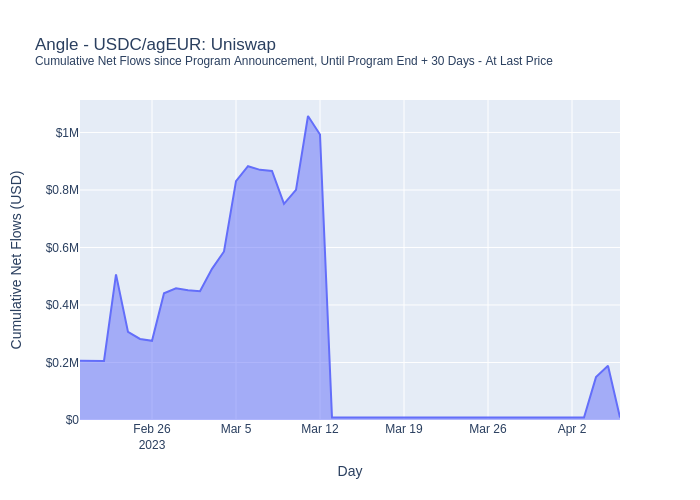 Angle - USDC/agEUR: Uniswap
Cumulative Net Flows since Program Announcement, Until Program End + 30 Days - At Last Price
Cumulative Net Flows (USD)
$1M
$0.8M
$0.6M
$0.4M
$0.2M
$0
Feb 26
2023
Mar 5
Mar 12
Mar 19
Mar 26
Apr 2
Day